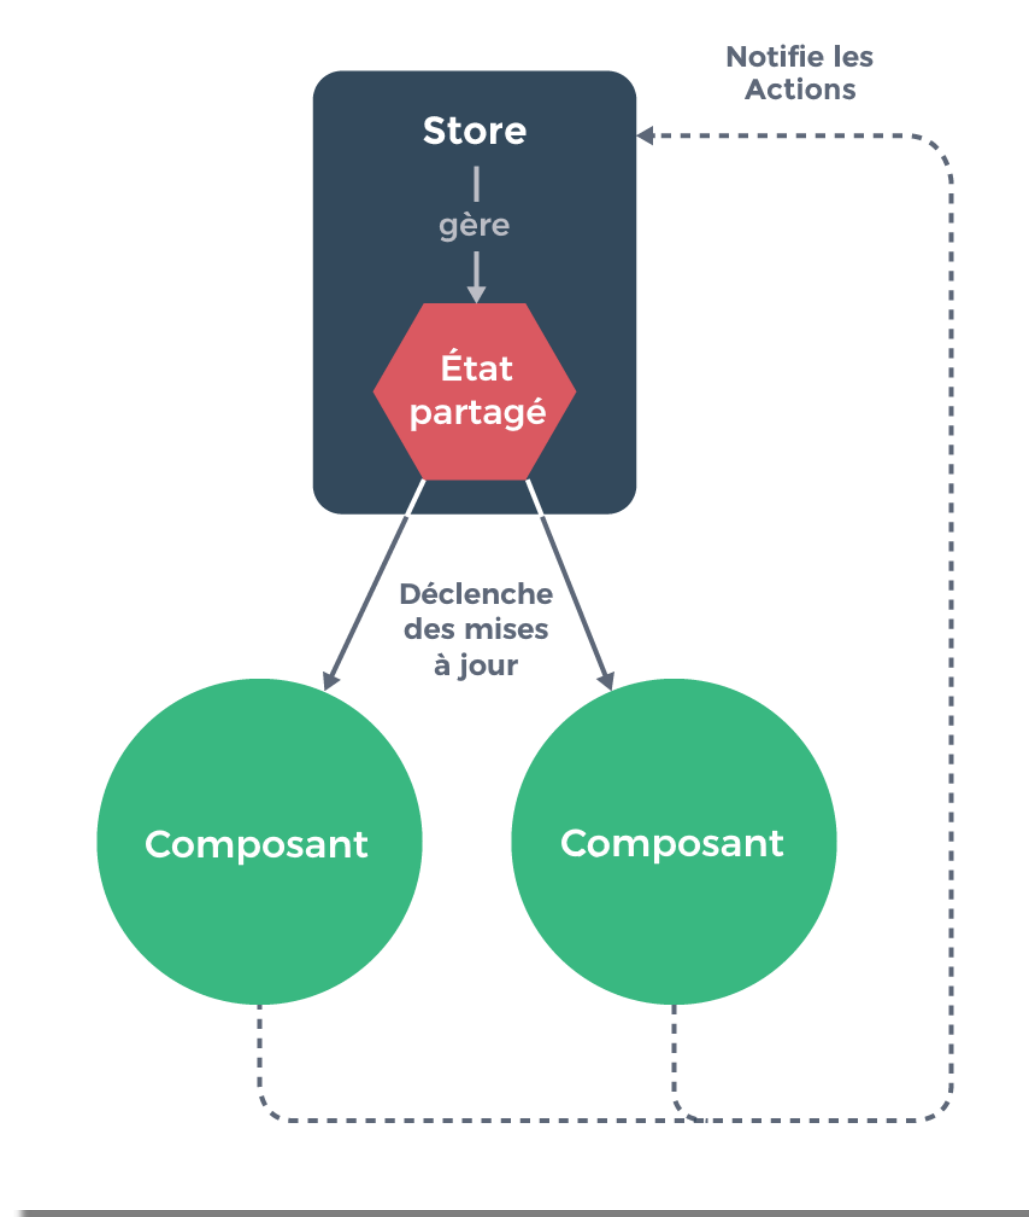 Notifie les
Actions
Store
gère
État
partagé
Déclenche
des mises
à jour
Composant
Composant